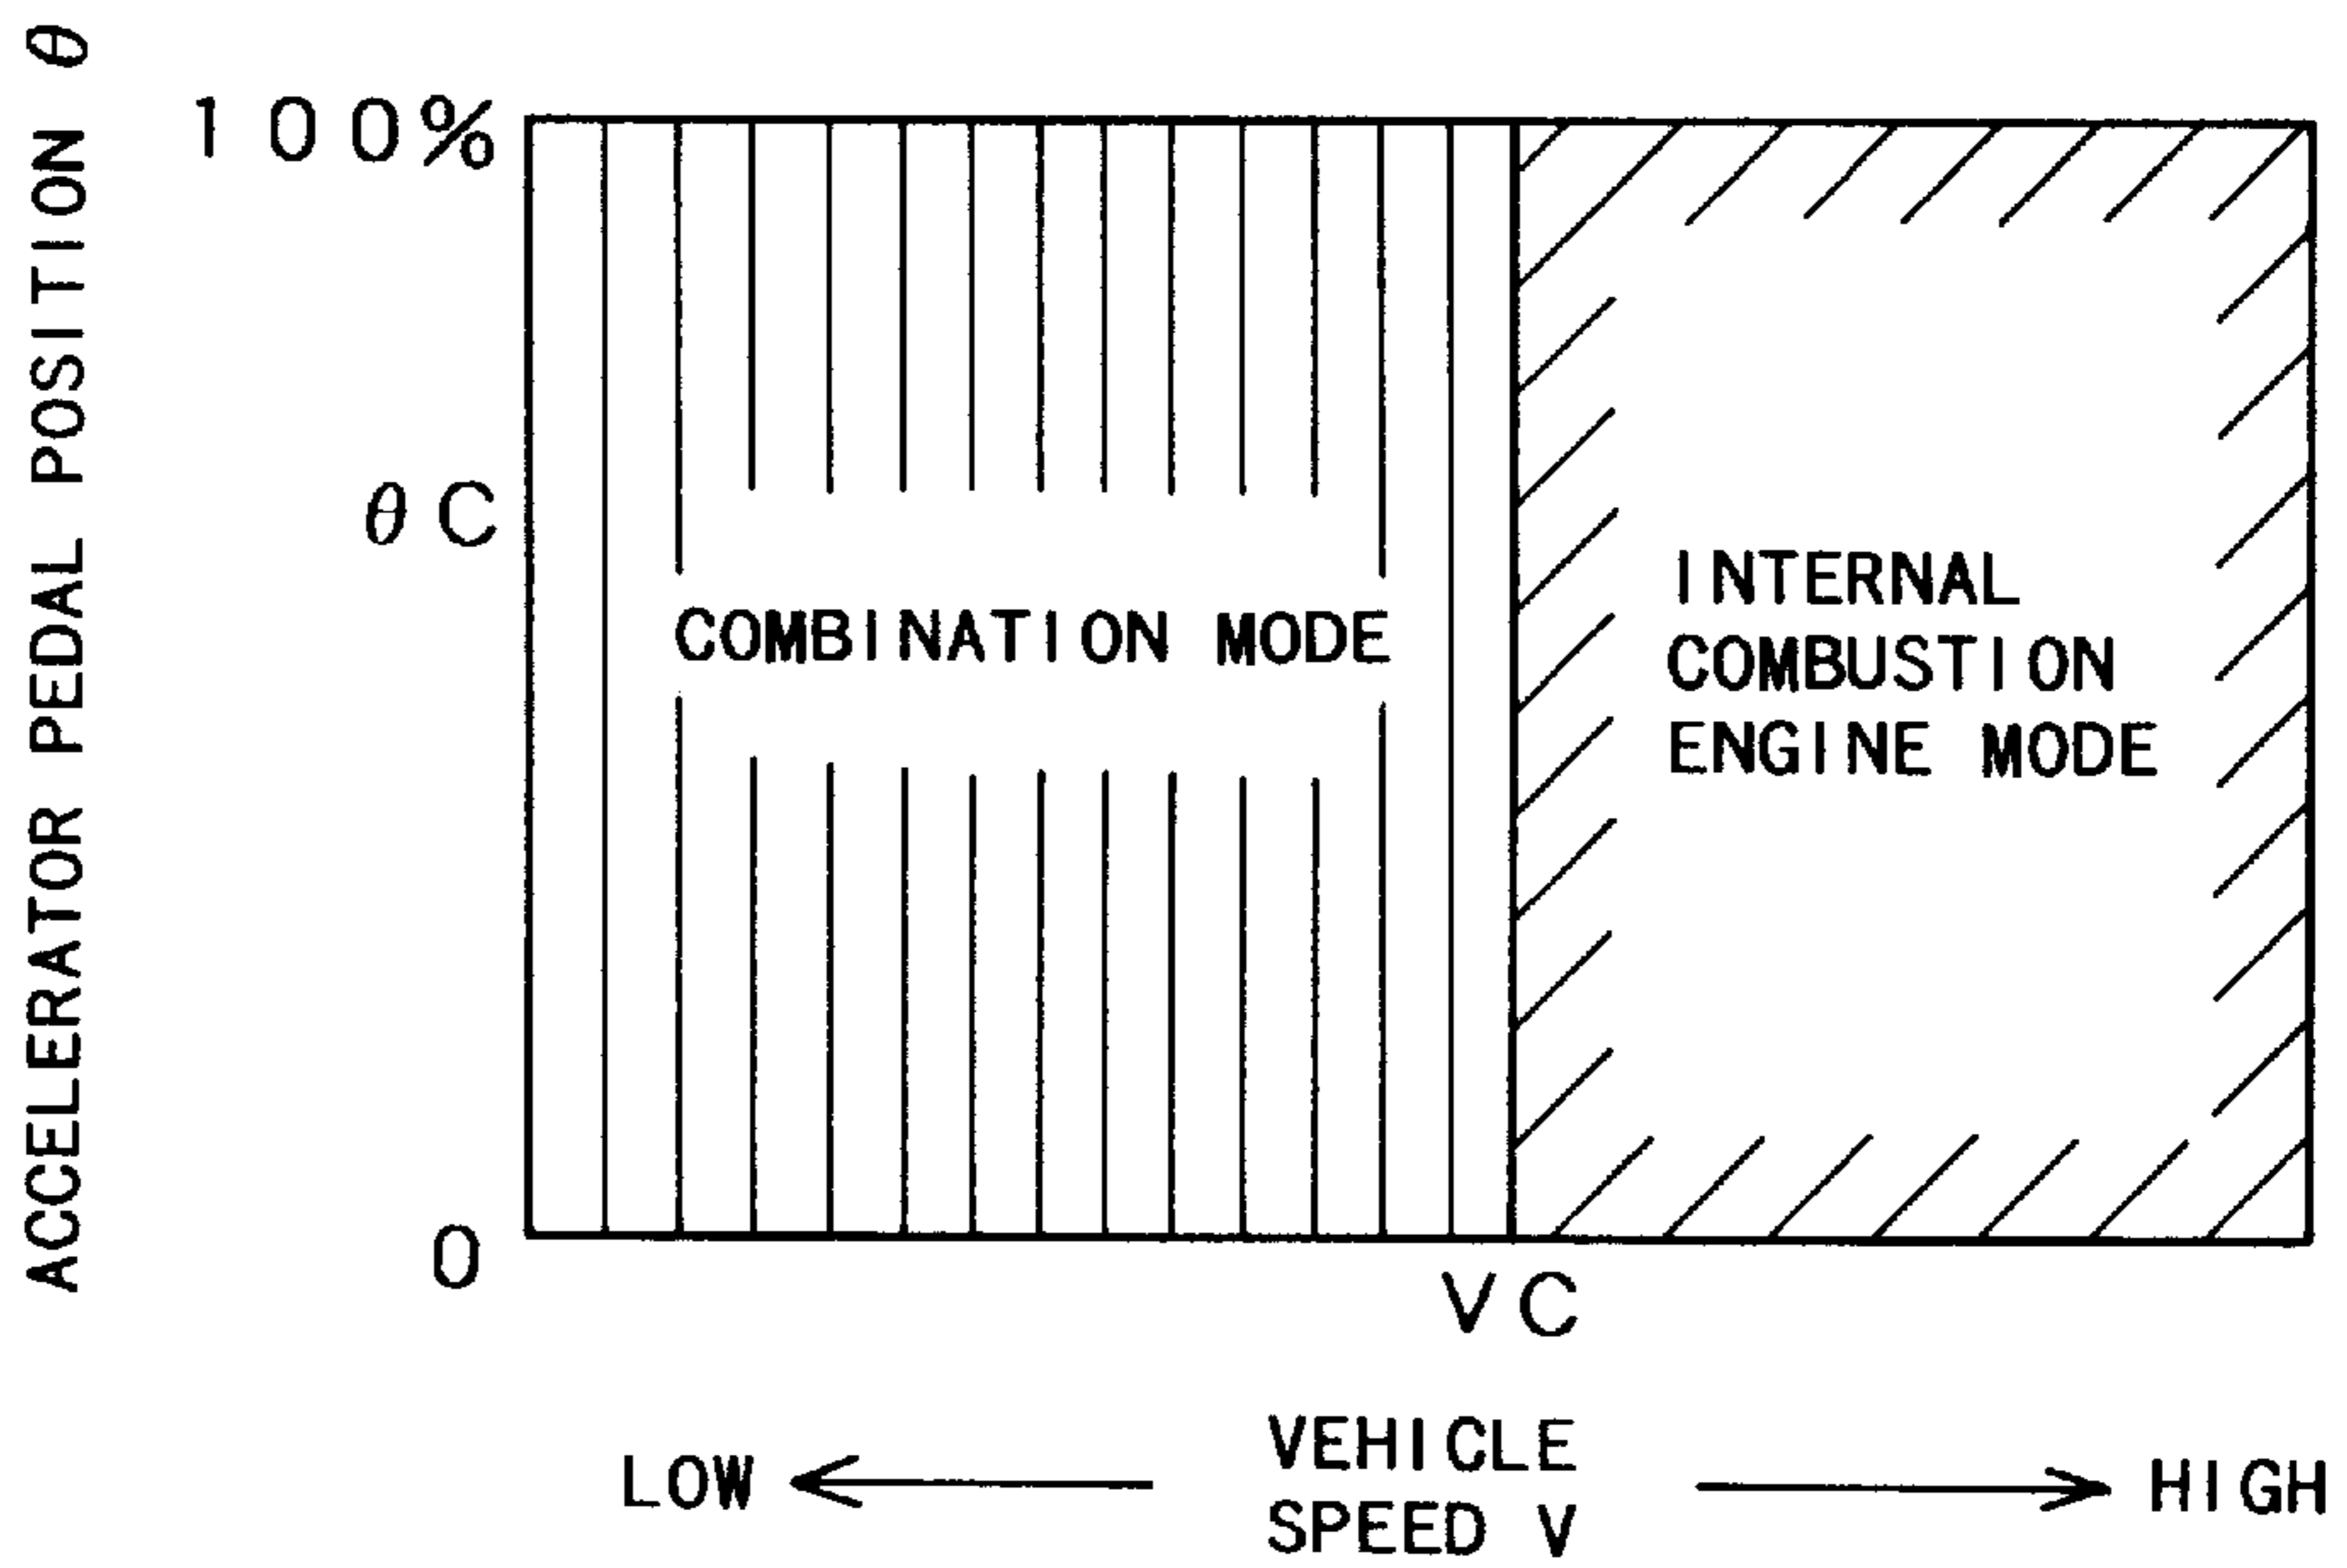 ACCELERATOR PEDAL POSITION θ
100%
θC
0
COMBINATION MODE
INTERNAL
COMBUSTION
ENGINE MODE
VC
LOW
VEHICLE
SPEED V
HIGH